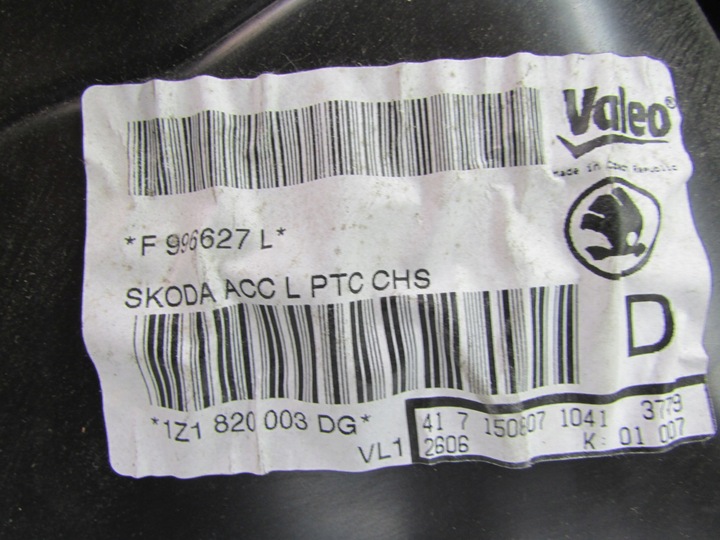 Valeo®
Made in Czech Republic
*F 996627 L*
SKODA ACC L PTC CHS
D
*1Z1 820 003 DG*
VL1
41 7 150607 1041 3779
2606 K: 01 007